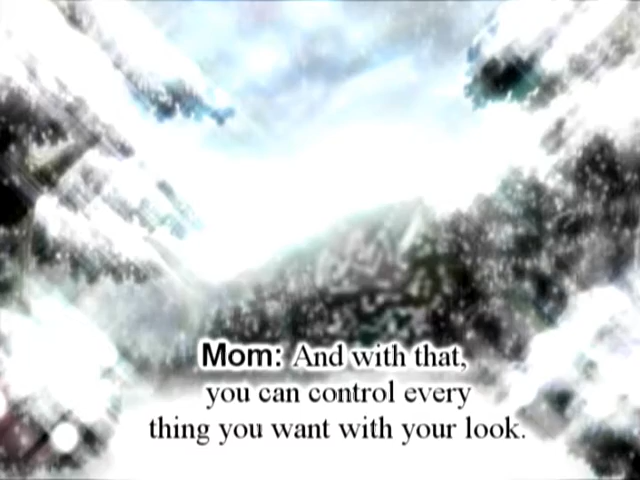 Mom: And with that,
you can control every
thing you want with your look.